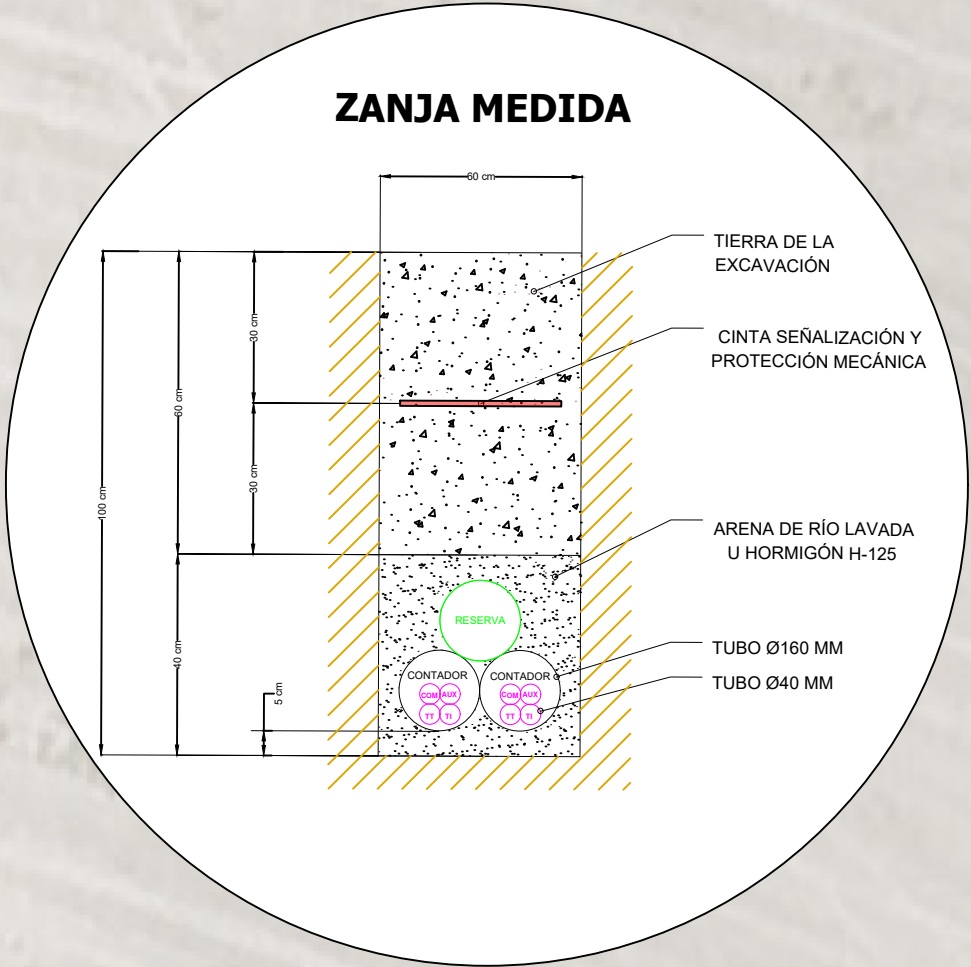 ZANJA MEDIDA
60 cm
TIERRA DE LA
EXCAVACIÓN
30 cm
CINTA SEÑALIZACIÓN Y
PROTECCIÓN MECÁNICA
60 cm
30 cm
100 cm
ARENA DE RÍO LAVADA
U HORMIGÓN H-125
RESERVA
40 cm
TUBO Ø160 MM
CONTADOR
CONTADOR
TUBO Ø40 MM
COM AUX
COM AUX
5 cm
TT TI
TT TI